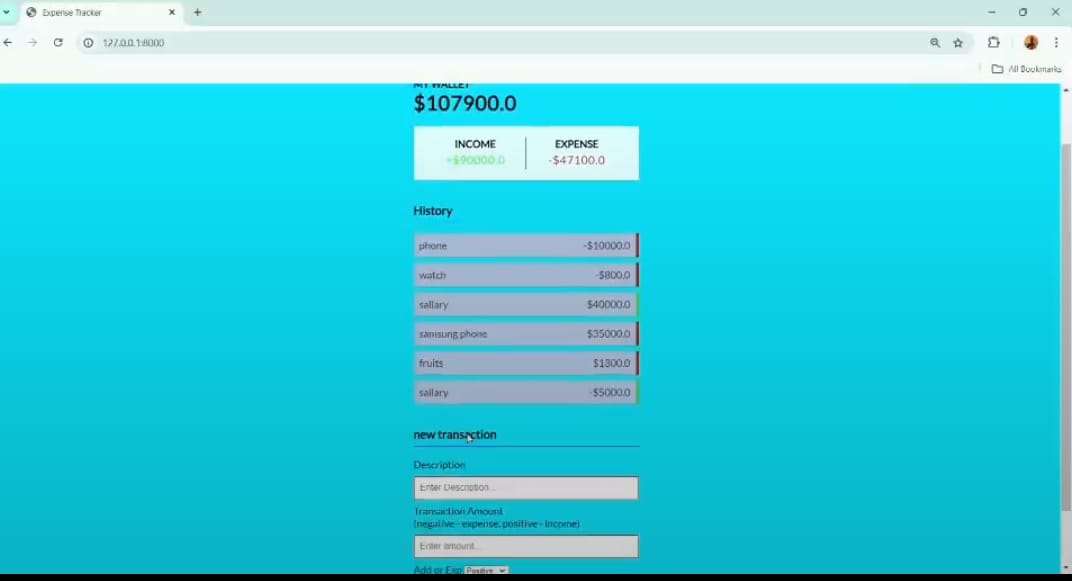 Expense Tracker
127.0.0.1:8000
All Bookmarks
MY WALLET
$107900.0
INCOME EXPENSE
+$90000.0 -$47100.0
History
phone -$10000.0
watch -$800.0
sallary $40000.0
samsung phone $35000.0
fruits $1300.0
sallary -$5000.0
new transaction
Description
Enter Description...
Transaction Amount
(negative - expense, positive - income)
Enter amount...
Add or Exp Positive